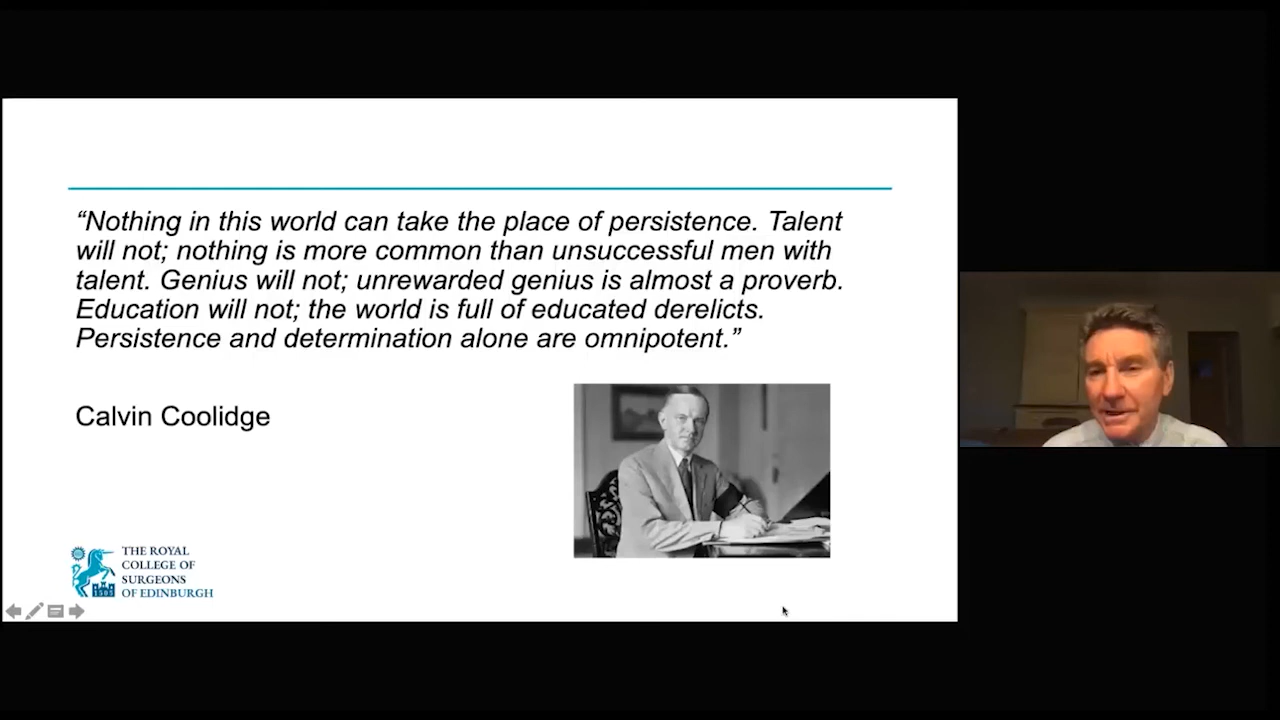 “Nothing in this world can take the place of persistence. Talent
will not; nothing is more common than unsuccessful men with
talent. Genius will not; unrewarded genius is almost a proverb.
Education will not; the world is full of educated derelicts.
Persistence and determination alone are omnipotent.”
Calvin Coolidge
THE ROYAL
COLLEGE OF
SURGEONS
OF EDINBURGH